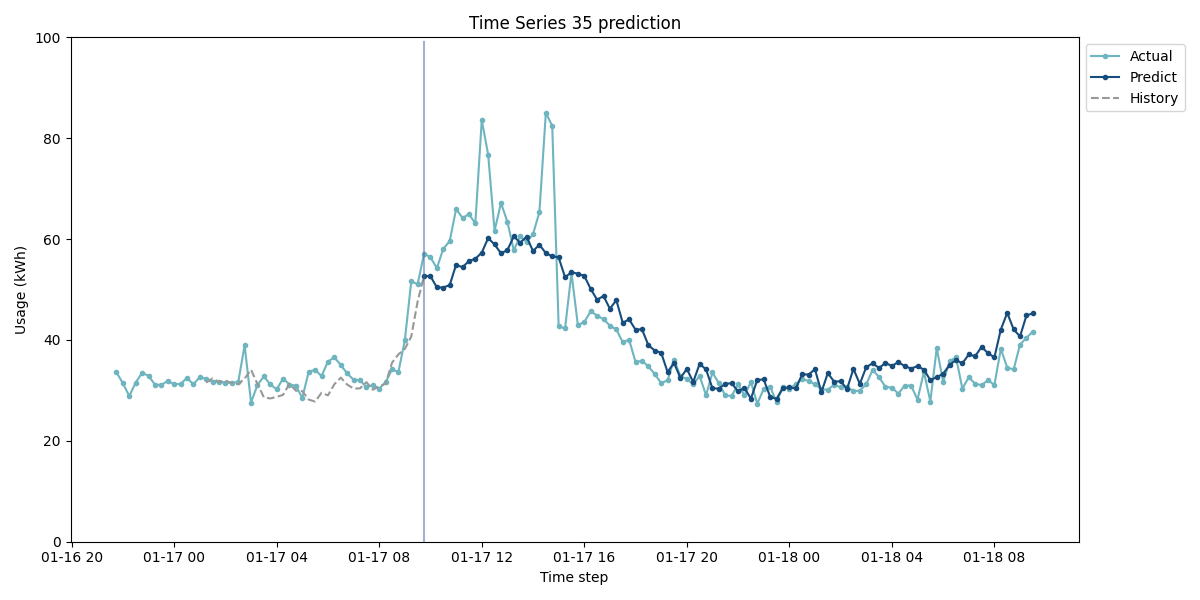 Time Series 35 prediction
Usage (kWh)
100
80
60
40
20
0
01-16 20 01-17 00 01-17 04 01-17 08 01-17 12 01-17 16 01-17 20 01-18 00 01-18 04 01-18 08
Time step
Actual
Predict
History